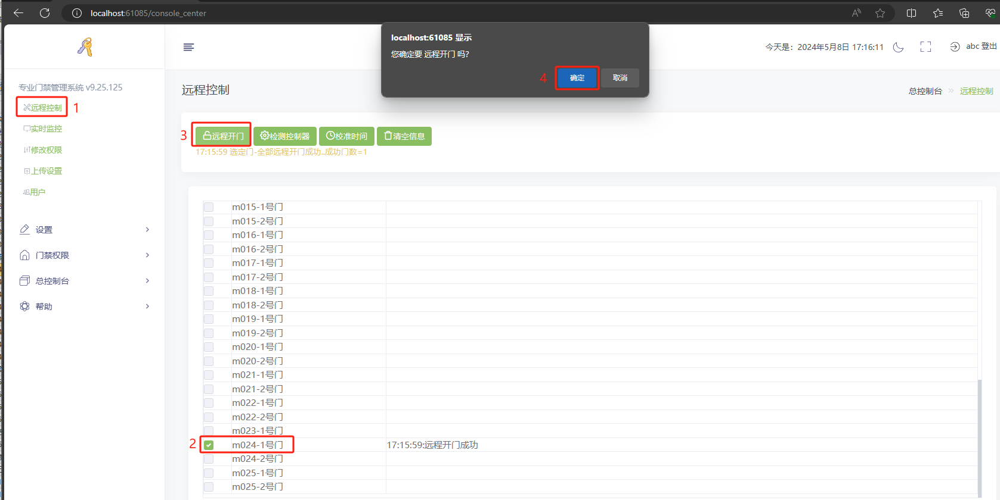 localhost:61085/console_center
localhost:61085 显示
您确定要 远程开门 吗?
4
确定
取消
今天是：2024年5月8日 17:16:11
abc 登出
专业门禁管理系统 v9.25.125
远程控制
1
实时监控
修改权限
上传设置
用户
设置
门禁权限
总控制台
帮助
远程控制
总控制台 » 远程控制
3
远程开门
检测控制器
校准时间
清空信息
17:15:59 选定门-全部远程开门成功..成功门数=1
m015-1号门
m015-2号门
m016-1号门
m016-2号门
m017-1号门
m017-2号门
m018-1号门
m018-2号门
m019-1号门
m019-2号门
m020-1号门
m020-2号门
m021-1号门
m021-2号门
m022-1号门
m022-2号门
m023-1号门
2 m024-1号门 17:15:59:远程开门成功
m024-2号门
m025-1号门
m025-2号门